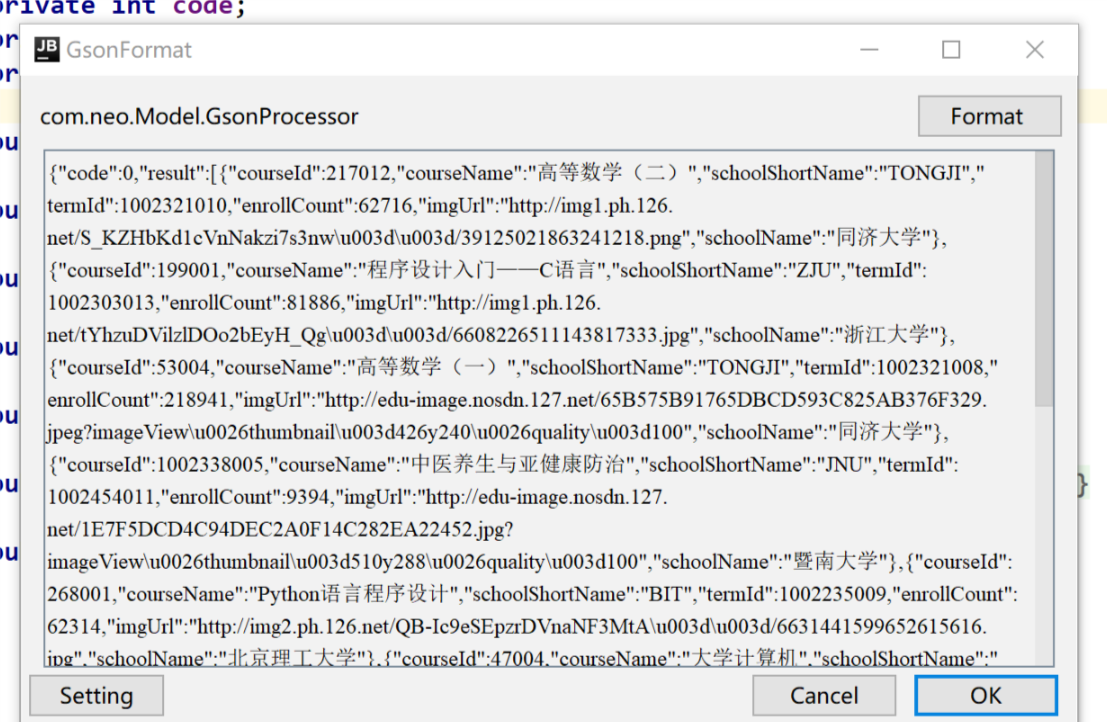 private int code;
JB GsonFormat
com.neo.Model.GsonProcessor
Format
{"code":0,"result":[{"courseId":217012,"courseName":"高等数学（二）","schoolShortName":"TONGJI","
termId":1002321010,"enrollCount":62716,"imgUrl":"http://img1.ph.126.
net/S_KZHbKd1cVnNakzi7s3nw\u003d\u003d/39125021863241218.png","schoolName":"同济大学"},
{"courseId":199001,"courseName":"程序设计入门——C语言","schoolShortName":"ZJU","termId":
1002303013,"enrollCount":81886,"imgUrl":"http://img1.ph.126.
net/tYhzuDVilzlDOo2bEyH_Qg\u003d\u003d/6608226511143817333.jpg","schoolName":"浙江大学"},
{"courseId":53004,"courseName":"高等数学（一）","schoolShortName":"TONGJI","termId":1002321008,"
enrollCount":218941,"imgUrl":"http://edu-image.nosdn.127.net/65B575B91765DBCD593C825AB376F329.
jpeg?imageView\u0026thumbnail\u003d426y240\u0026quality\u003d100","schoolName":"同济大学"},
{"courseId":1002338005,"courseName":"中医养生与亚健康防治","schoolShortName":"JNU","termId":
1002454011,"enrollCount":9394,"imgUrl":"http://edu-image.nosdn.127.
net/1E7F5DCD4C94DEC2A0F14C282EA22452.jpg?
imageView\u0026thumbnail\u003d510y288\u0026quality\u003d100","schoolName":"暨南大学"},{"courseId":
268001,"courseName":"Python语言程序设计","schoolShortName":"BIT","termId":1002235009,"enrollCount":
62314,"imgUrl":"http://img2.ph.126.net/QB-Ic9eSEpzrDVnaNF3MtA\u003d\u003d/6631441599652615616.
jpg","schoolName":"北京理工大学"},{"courseId":47004,"courseName":"大学计算机","schoolShortName":"
}
Setting
Cancel
OK